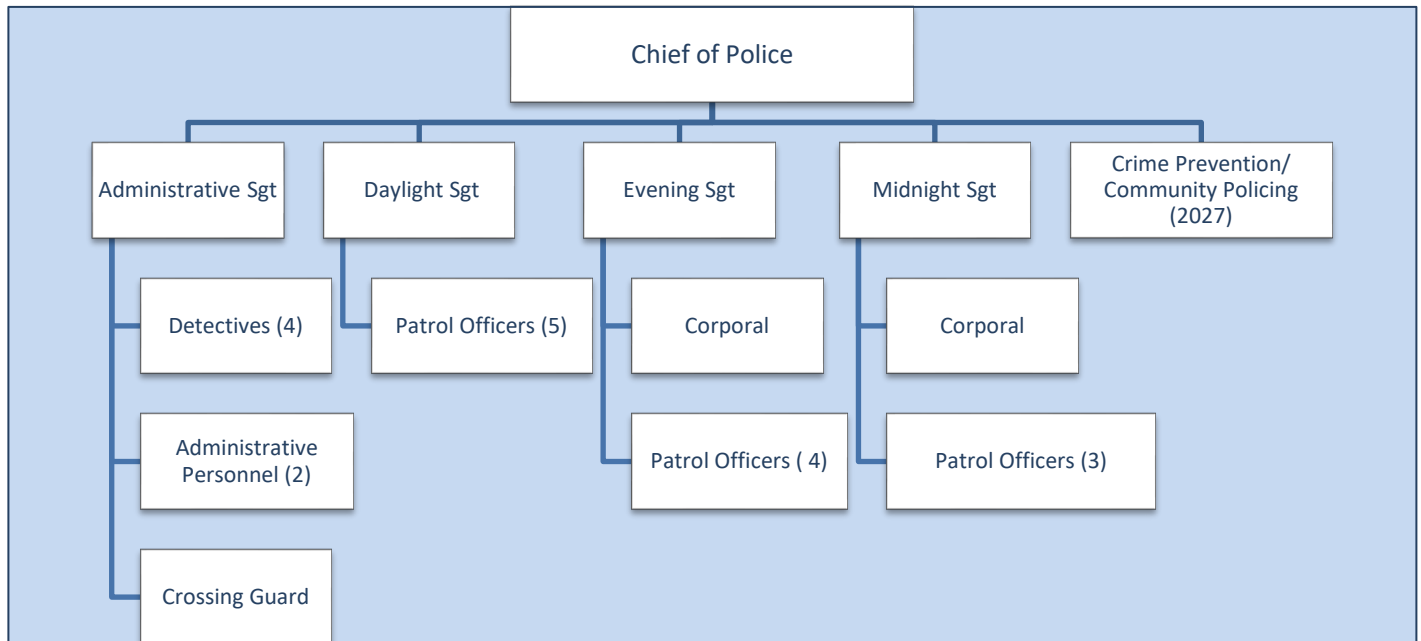 Chief of Police
Administrative Sgt
Daylight Sgt
Evening Sgt
Midnight Sgt
Crime Prevention/
Community Policing
(2027)
Detectives (4)
Patrol Officers (5)
Corporal
Corporal
Administrative
Personnel (2)
Patrol Officers ( 4)
Patrol Officers (3)
Crossing Guard